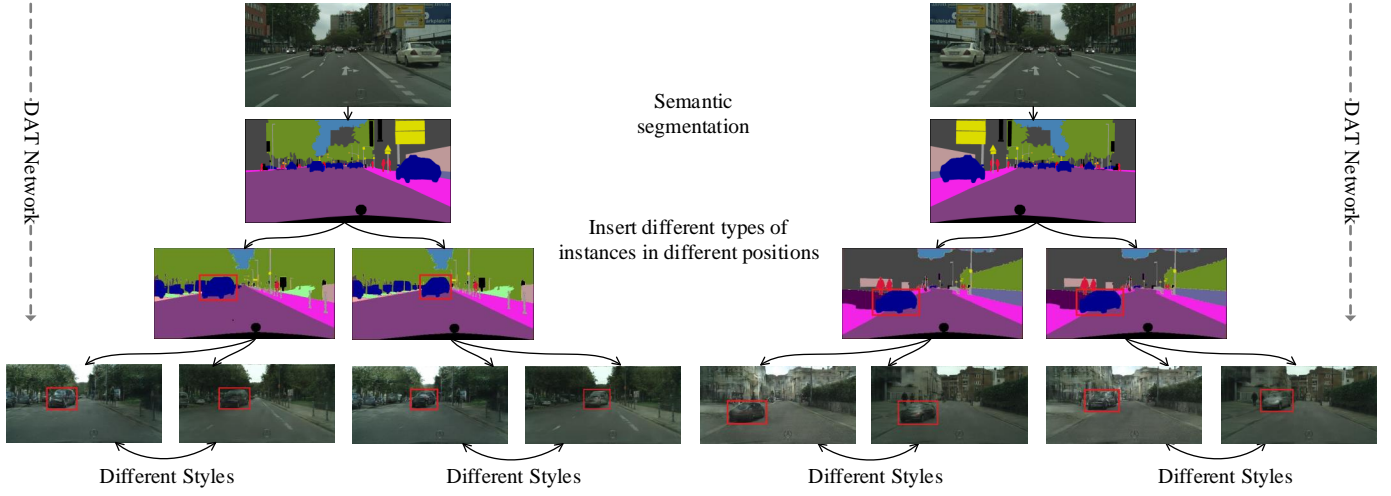 DAT Network
Semantic
segmentation
DAT Network
Insert different types of
instances in different positions
Different Styles
Different Styles
Different Styles
Different Styles